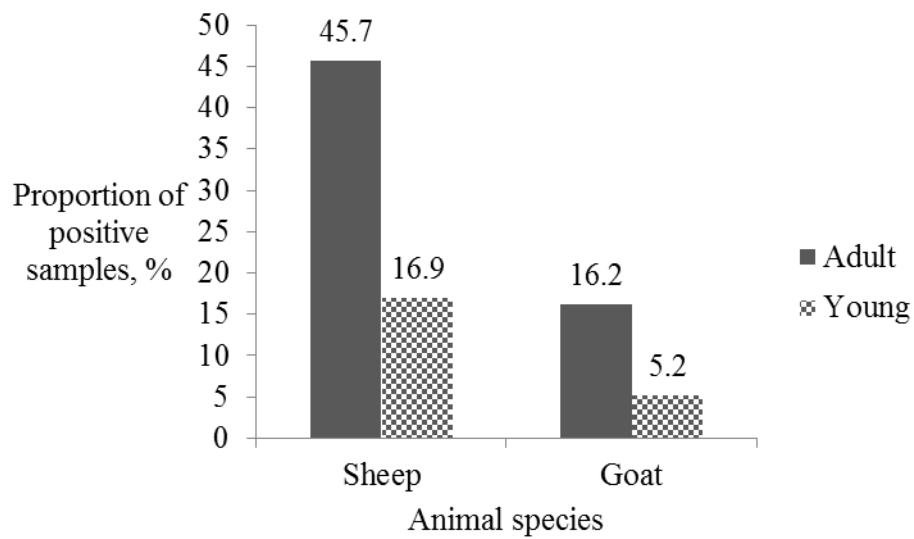 50
45
40
35
30
25
20
15
10
5
0
Proportion of
positive
samples, %
45.7
16.9
16.2
5.2
Sheep
Goat
Animal species
Adult
Young